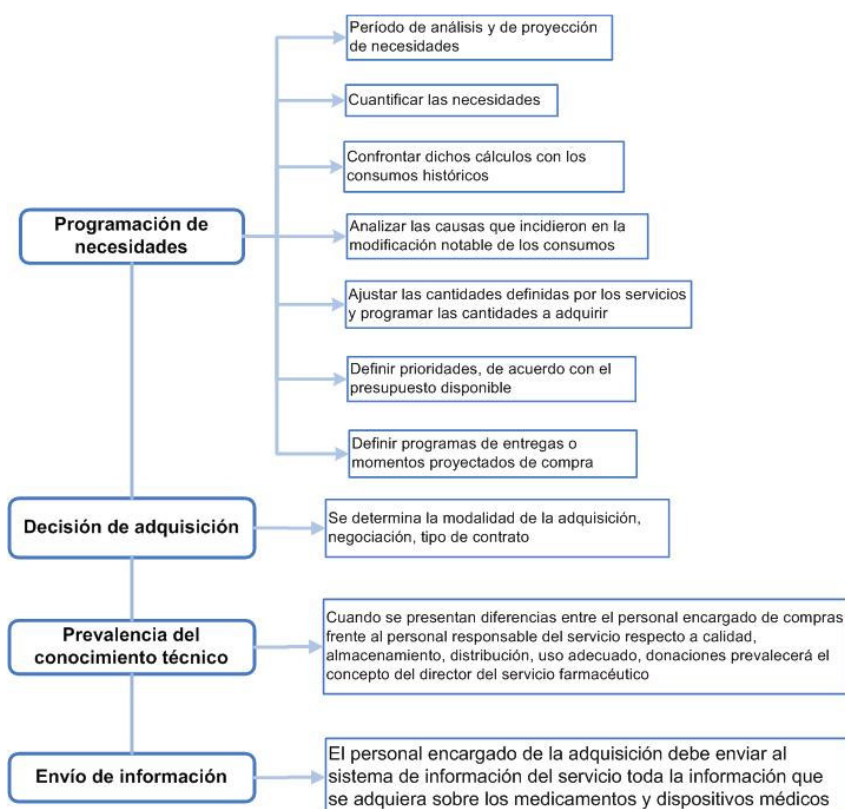 Período de análisis y de proyección
de necesidades
Cuantificar las necesidades
Confrontar dichos cálculos con los
consumos históricos
Programación de
necesidades
Analizar las causas que incidieron en la
modificación notable de los consumos
Ajustar las cantidades definidas por los servicios
y programar las cantidades a adquirir
Definir prioridades, de acuerdo con el
presupuesto disponible
Definir programas de entregas o
momentos proyectados de compra
Decisión de adquisición
Se determina la modalidad de la adquisición,
negociación, tipo de contrato
Prevalencia del
conocimiento técnico
Cuando se presentan diferencias entre el personal encargado de compras
frente al personal responsable del servicio respecto a calidad,
almacenamiento, distribución, uso adecuado, donaciones prevalecerá el
concepto del director del servicio farmacéutico
Envío de información
El personal encargado de la adquisición debe enviar al
sistema de información del servicio toda la información que
se adquiera sobre los medicamentos y dispositivos médicos